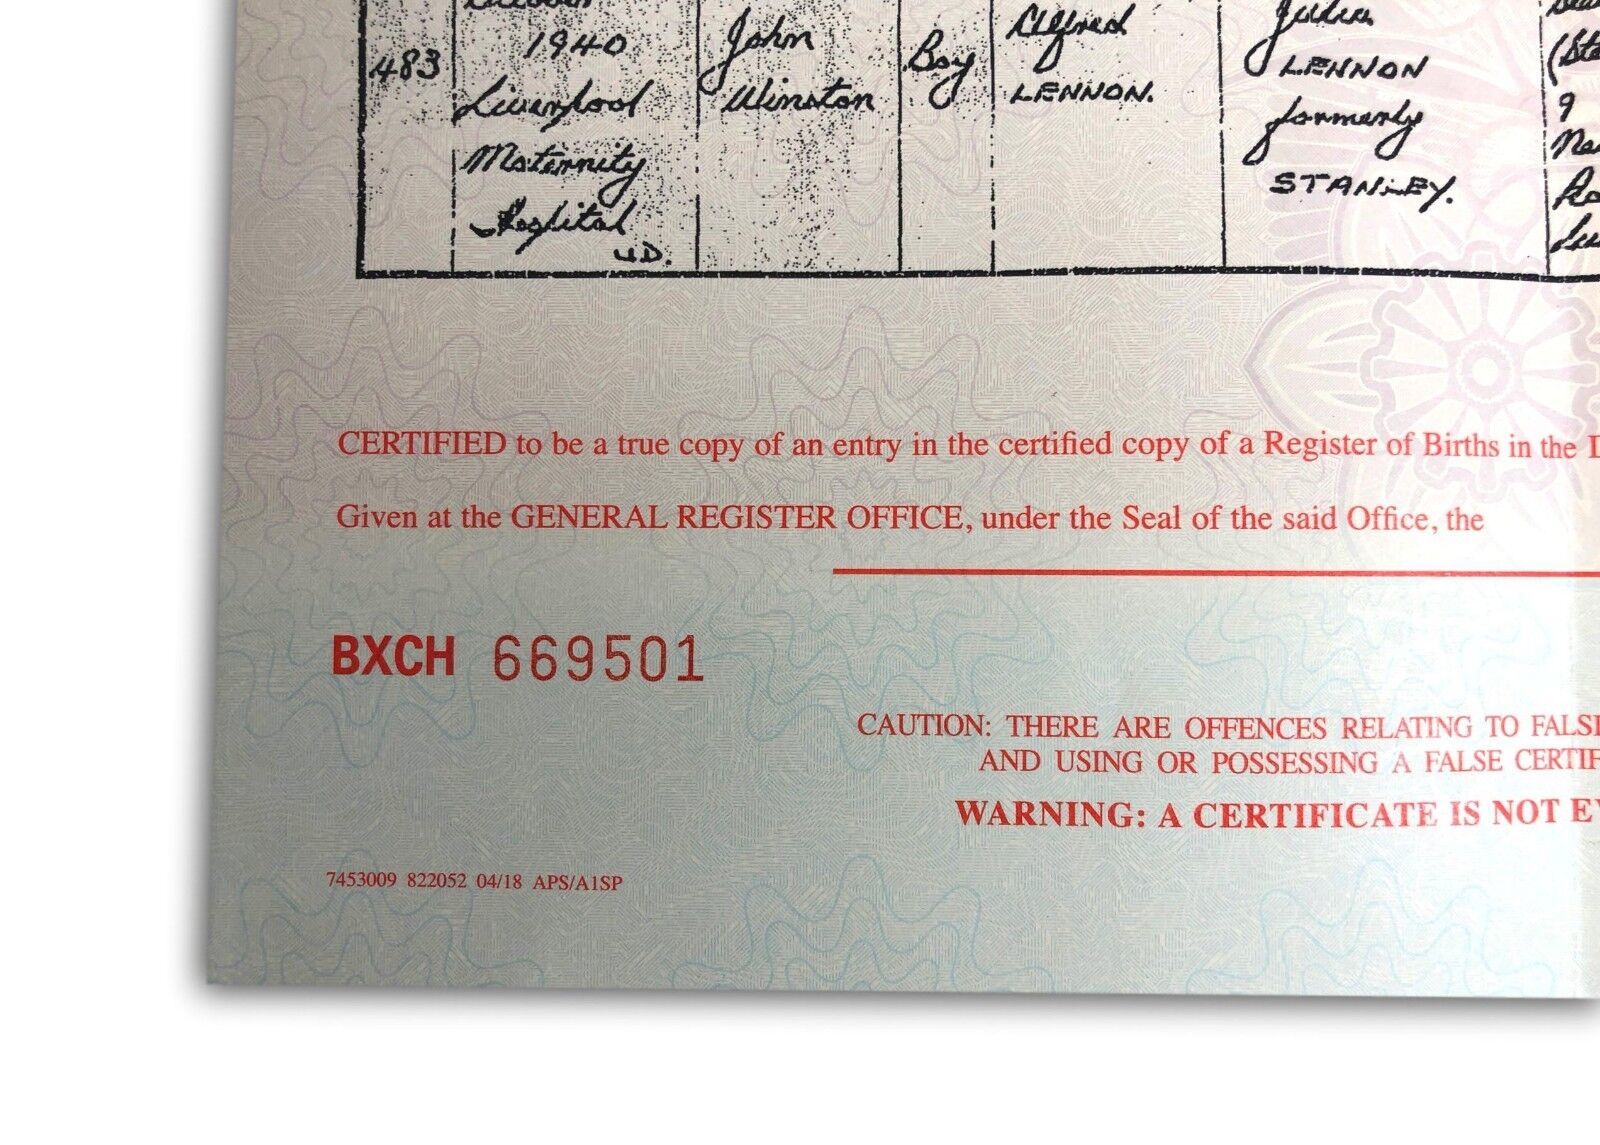 483
1940
Liverpool
Maternity
Hospital
U.D.
John
Winston
Boy
Alfred
LENNON.
Julia
LENNON
formerly
STANLEY.
9
CERTIFIED to be a true copy of an entry in the certified copy of a Register of Births in the D
Given at the GENERAL REGISTER OFFICE, under the Seal of the said Office, the
BXCH 669501
CAUTION: THERE ARE OFFENCES RELATING TO FALS
AND USING OR POSSESSING A FALSE CERTIF
WARNING: A CERTIFICATE IS NOT EV
7453009 822052 04/18 APS/A1SP